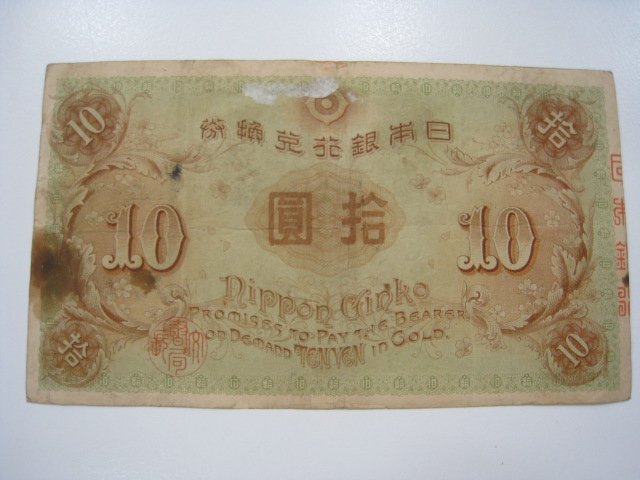 10
拾
日本銀行兌換券
10
拾圓
10
Nippon Ginko
PROMISES TO PAY THE BEARER
ON DEMAND TEN YEN IN GOLD.
拾
10